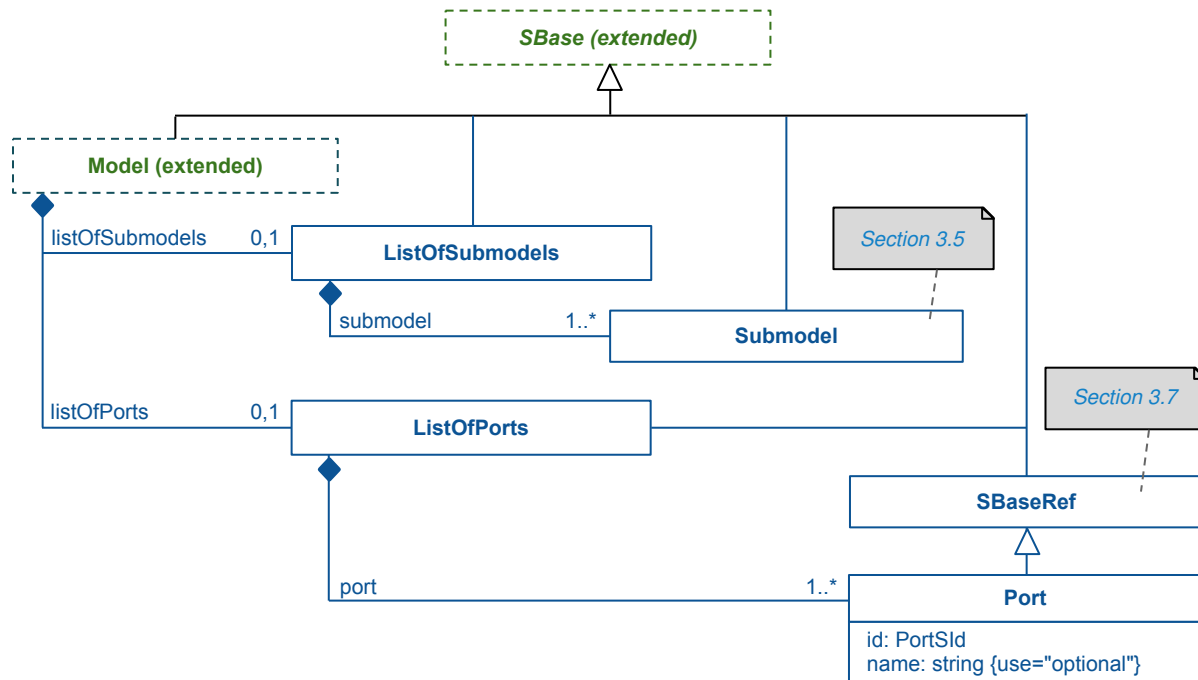 SBase (extended)
Model (extended)
Section 3.5
listOfSubmodels 0,1
ListOfSubmodels
submodel 1..*
Submodel
Section 3.7
listOfPorts 0,1
ListOfPorts
SBaseRef
port 1..*
Port
id: PortSId
name: string {use="optional"}